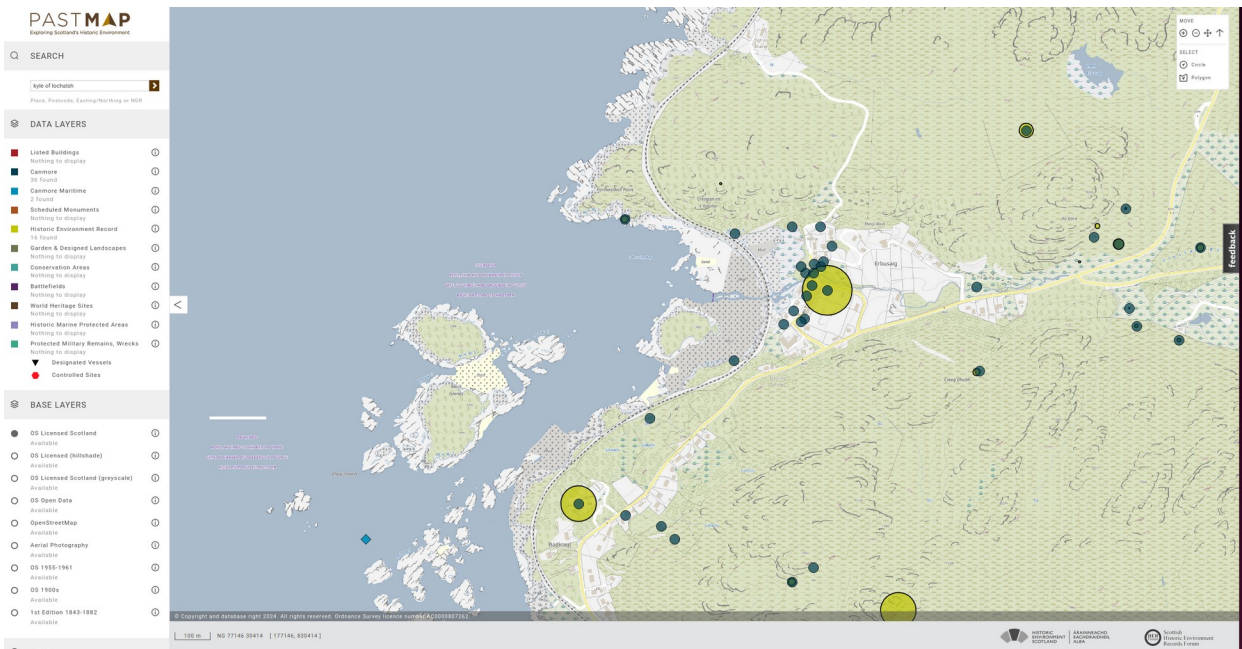 PASTMAP
Exploring Scotland's Historic Environment
SEARCH
kyle of lochalsh
Place, Postcode, Easting/Northing or NGR
DATA LAYERS
Listed Buildings
Nothing to display
Canmore
36 found
Canmore Maritime
2 found
Scheduled Monuments
Nothing to display
Historic Environment Record
16 found
Garden & Designed Landscapes
Nothing to display
Conservation Areas
Nothing to display
Battlefields
Nothing to display
World Heritage Sites
Nothing to display
Historic Marine Protected Areas
Nothing to display
Protected Military Remains, Wrecks
Nothing to display
Designated Vessels
Controlled Sites
BASE LAYERS
OS Licensed Scotland
Available
OS Licensed (hillshade)
Available
OS Licensed Scotland (greyscale)
Available
OS Open Data
Available
OpenStreetMap
Available
Aerial Photography
Available
OS 1955-1961
Available
OS 1900s
Available
1st Edition 1843-1882
Available
<
MOVE
SELECT
Circle
Polygon
feedback
Erbusaig
Badicaul
© Copyright and database right 2024, All rights reserved. Ordnance Survey licence number AC0000807262
100 m
NG 77146 30414 [ 177146, 830414 ]
HISTORIC ENVIRONMENT SCOTLAND
ÀRAINNEACHD EACHDRAIDHEIL ALBA
Scottish
Historic Environment
Records Forum